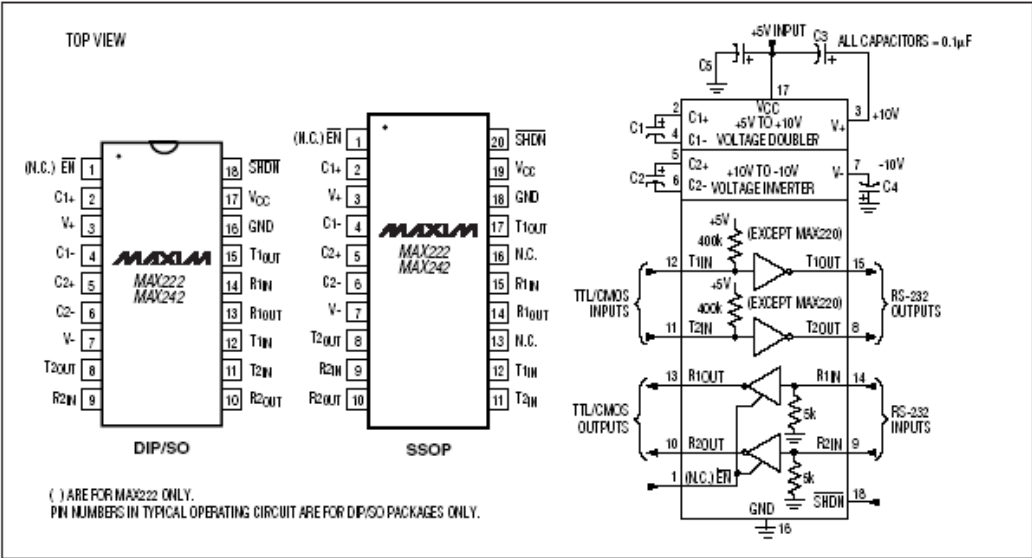 TOP VIEW
(N.C.) EN 1
C1+ 2
V+ 3
C1- 4
C2+ 5
C2- 6
V- 7
T2OUT 8
R2IN 9
18 SHDN
17 VCC
16 GND
15 T1OUT
14 R1IN
13 R1OUT
12 T1IN
11 T2IN
10 R2OUT
MAXIM
MAX222
MAX242
DIP/SO
(N.C.) EN 1
C1+ 2
V+ 3
C1- 4
C2+ 5
C2- 6
V- 7
T2OUT 8
R2IN 9
R2OUT 10
20 SHDN
19 VCC
18 GND
17 T1OUT
16 N.C.
15 R1IN
14 R1OUT
13 N.C.
12 T1IN
11 T2IN
MAXIM
MAX222
MAX242
SSOP
( ) ARE FOR MAX222 ONLY.
PIN NUMBERS IN TYPICAL OPERATING CIRCUIT ARE FOR DIP/SO PACKAGES ONLY.
+5V INPUT
C3
ALL CAPACITORS = 0.1µF
C5
+
+
17
2
VCC
3
C1+
+5V TO +10V
V+
+10V
C1
+
4
C1- VOLTAGE DOUBLER
5
C2+
+10V TO -10V
V-
7
-10V
C2
+
6
C2- VOLTAGE INVERTER
C4
+
+5V
400k
(EXCEPT MAX220)
12
T1IN
T1OUT
15
+5V
TTL/CMOS
INPUTS
400k
(EXCEPT MAX220)
RS-232
OUTPUTS
11
T2IN
T2OUT
8
13
R1OUT
R1IN
14
TTL/CMOS
OUTPUTS
5k
RS-232
INPUTS
10
R2OUT
R2IN
9
1
(N.C.) EN
5k
SHDN
18
GND
16